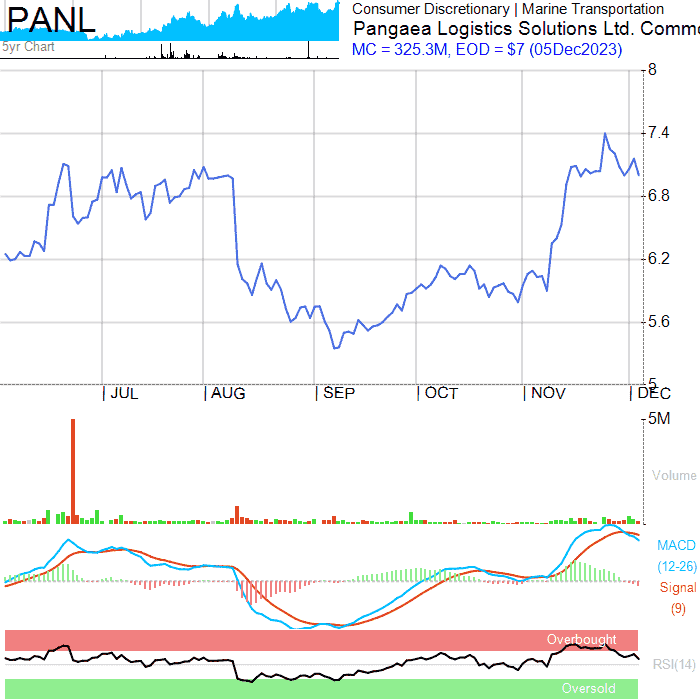 PANL
5yr Chart
Consumer Discretionary | Marine Transportation
Pangaea Logistics Solutions Ltd. Commo
MC = 325.3M, EOD = $7 (05Dec2023)
8
7.4
6.8
6.2
5.6
5
| JUL | AUG | SEP | OCT | NOV | DEC
5M
Volume
MACD
(12-26)
Signal
(9)
Overbought
RSI(14)
Oversold